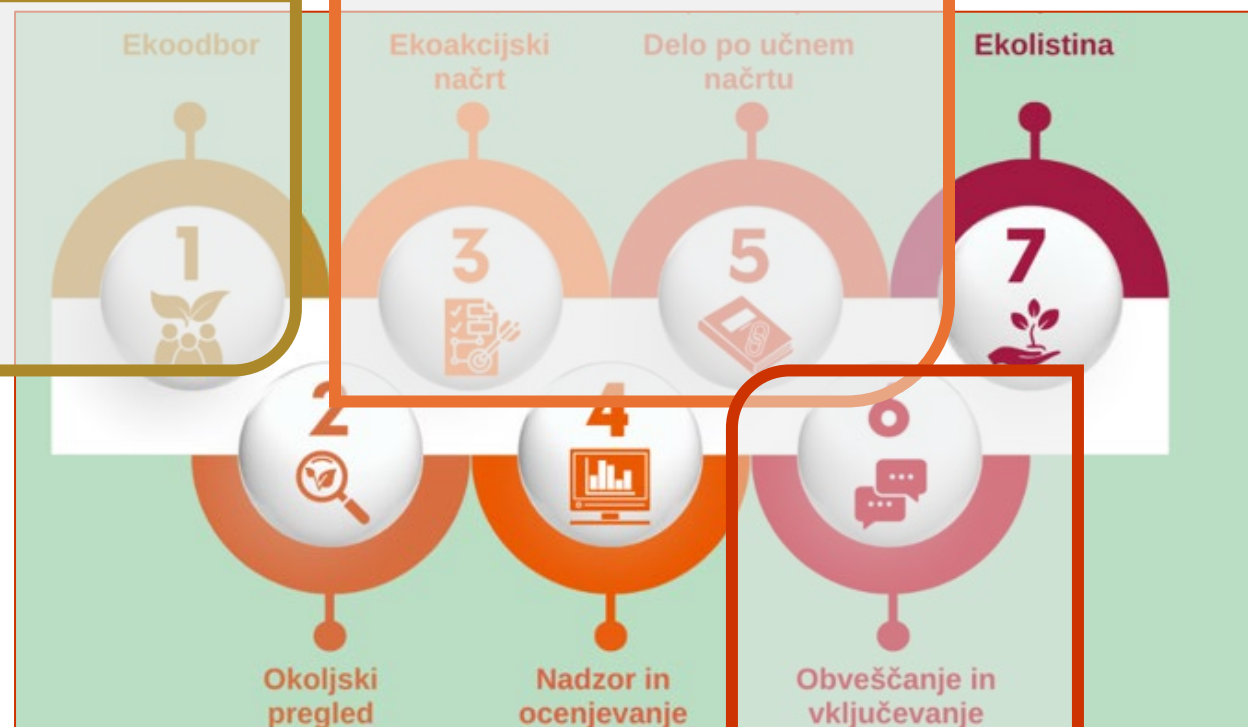 Ekoodbor
Ekoakcijski
načrt
Delo po učnem
načrtu
Ekolistina
1
3
5
7
2
4
6
Okoljski
pregled
Nadzor in
ocenjevanje
Obveščanje in
vključevanje